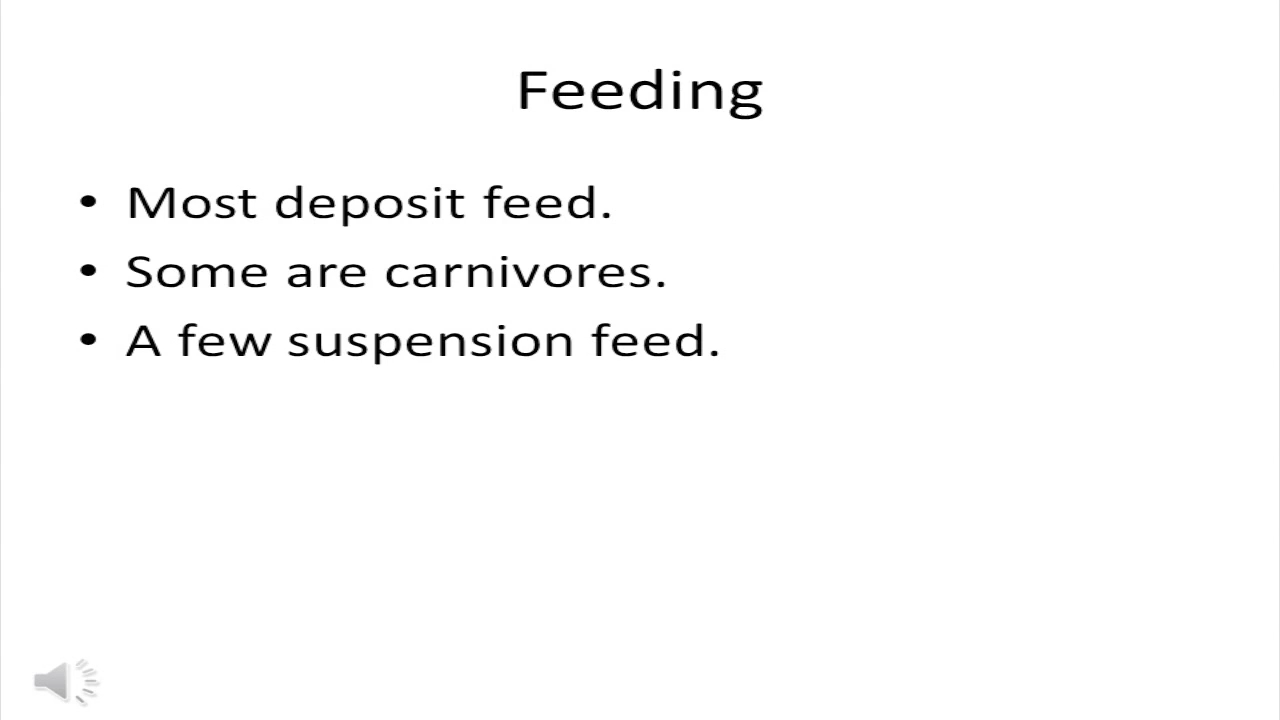 Feeding
• Most deposit feed.
• Some are carnivores.
• A few suspension feed.